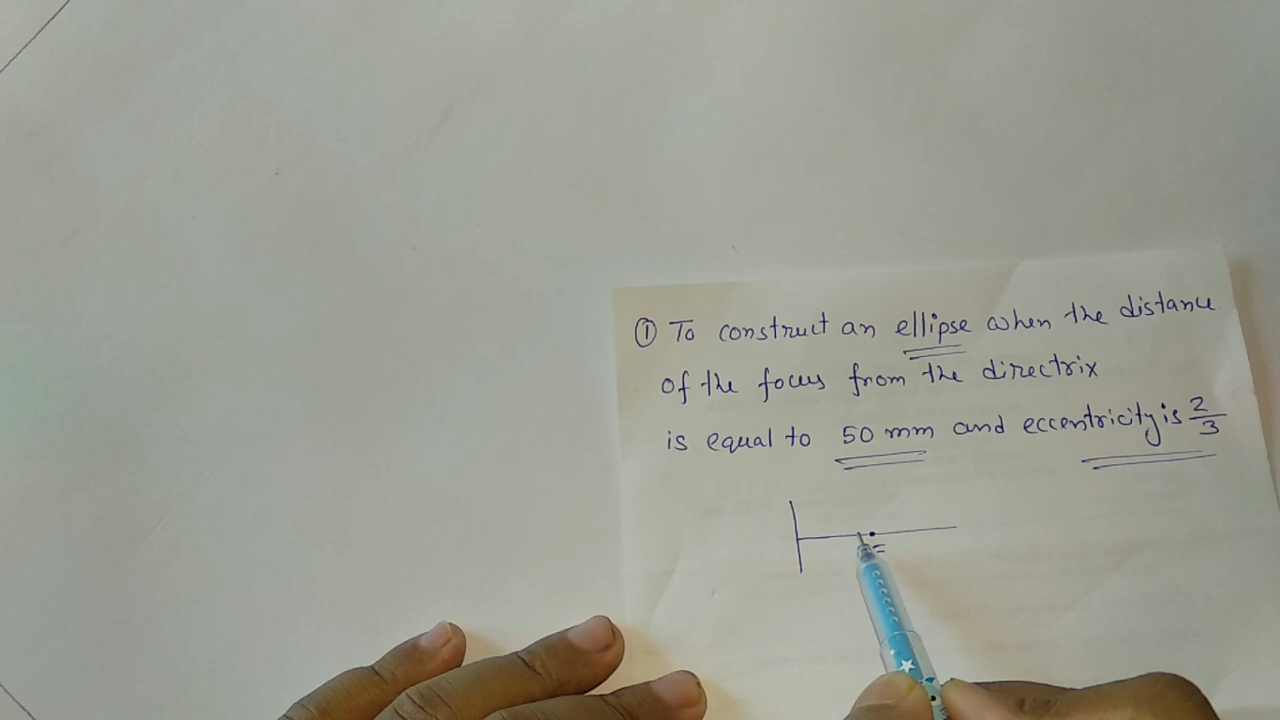 ① To construct an ellipse when the distance
of the focus from the directrix
is equal to 50 mm and eccentricity is 2/3
F